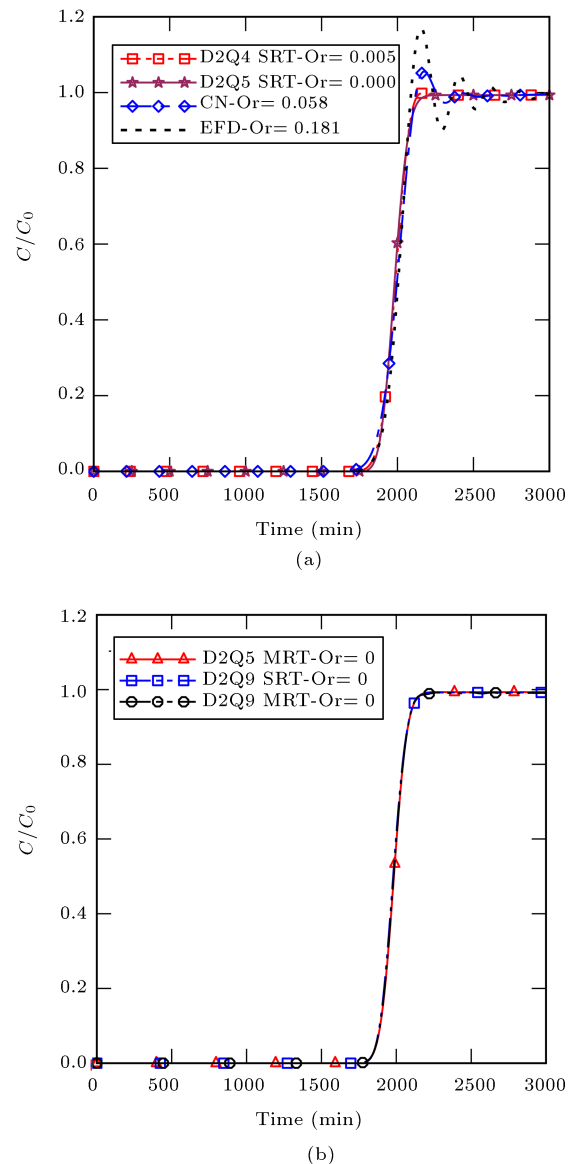 1.2
D2Q4 SRT-Or= 0.005
D2Q5 SRT-Or= 0.000
CN-Or= 0.058
EFD-Or= 0.181
1.0
0.8
C/C0
0.6
0.4
0.2
0.0
0 500 1000 1500 2000 2500 3000
Time (min)
(a)
1.2
D2Q5 MRT-Or= 0
D2Q9 SRT-Or= 0
D2Q9 MRT-Or= 0
1.0
0.8
C/C0
0.6
0.4
0.2
0.0
0 500 1000 1500 2000 2500 3000
Time (min)
(b)